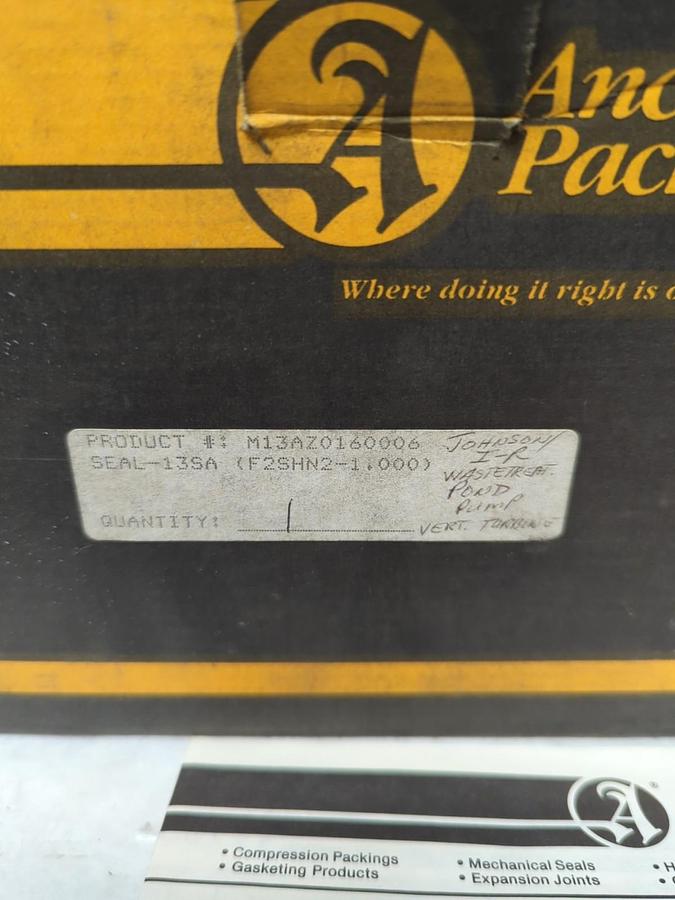 A
Anc
Pac
Where doing it right is
PRODUCT #: M13AZ0160006
SEAL-13SA (F2SHN2-1.000)
QUANTITY: 1
JOHNSON/
I-R
WASTETREAT.
POND
PUMP
VERT. TURBINE
A ®
• Compression Packings
• Gasketing Products
• Mechanical Seals
• Expansion Joints
• H